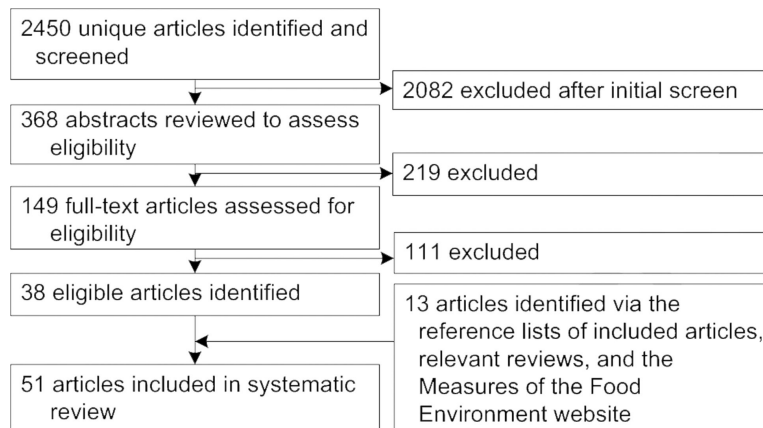 2450 unique articles identified and
screened
2082 excluded after initial screen
368 abstracts reviewed to assess
eligibility
219 excluded
149 full-text articles assessed for
eligibility
111 excluded
38 eligible articles identified
13 articles identified via the
reference lists of included articles,
relevant reviews, and the
Measures of the Food
Environment website
51 articles included in systematic
review